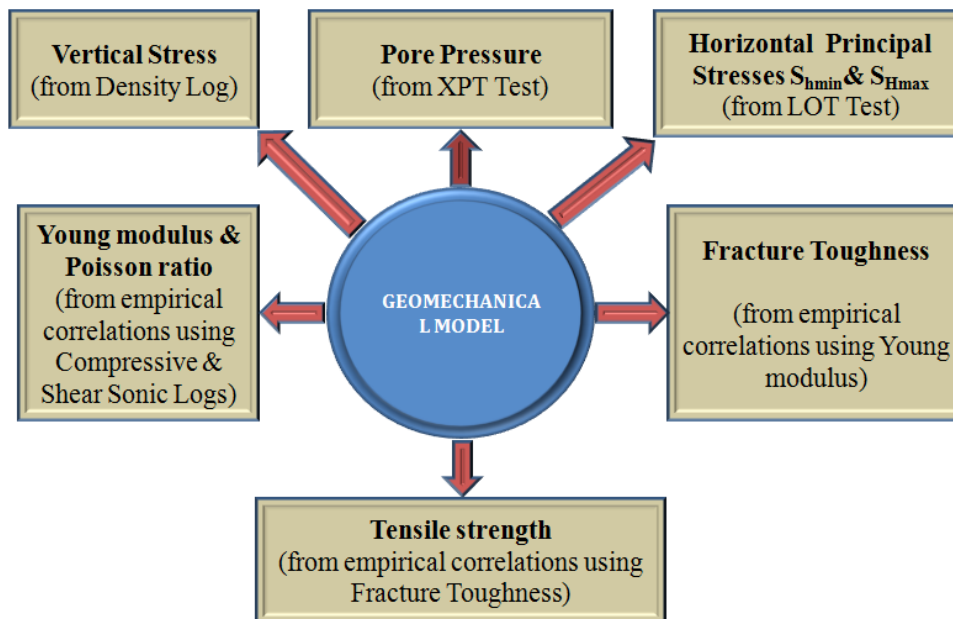 Vertical Stress
(from Density Log)
Pore Pressure
(from XPT Test)
Horizontal Principal
Stresses Shmin& SHmax
(from LOT Test)
Young modulus &
Poisson ratio
(from empirical
correlations using
Compressive &
Shear Sonic Logs)
GEOMECHANICA
L MODEL
Fracture Toughness
(from empirical
correlations using Young
modulus)
Tensile strength
(from empirical correlations using
Fracture Toughness)